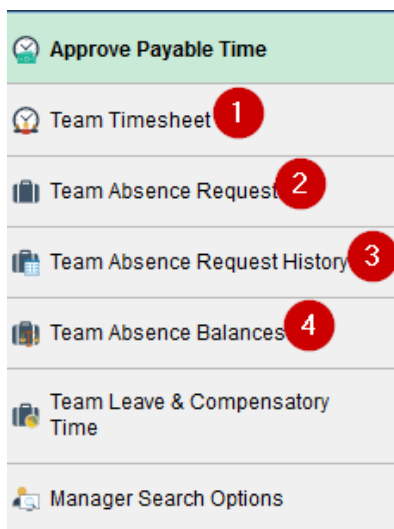 Approve Payable Time
Team Timesheet 1
Team Absence Request 2
Team Absence Request History 3
Team Absence Balances 4
Team Leave & Compensatory
Time
Manager Search Options